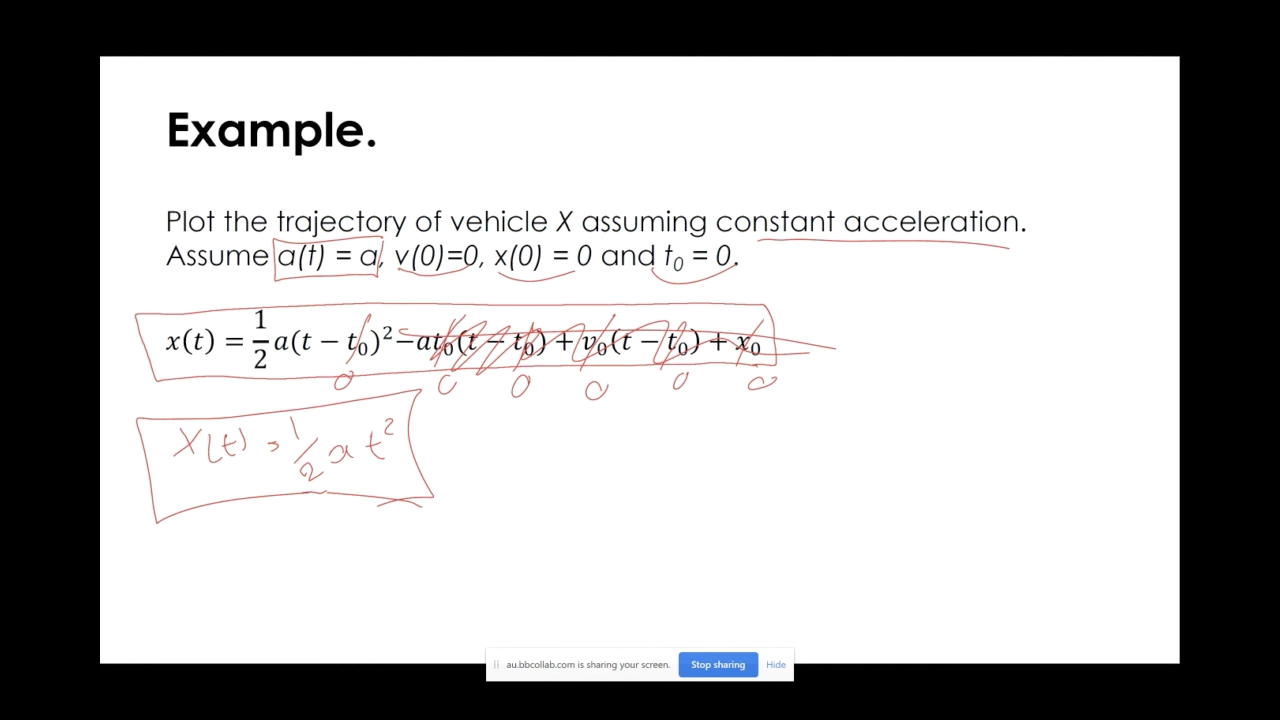 Example.
Plot the trajectory of vehicle X assuming constant acceleration.
Assume a(t) = a, v(0)=0, x(0) = 0 and t₀ = 0.
x(t) = 1/2 a(t − t₀)² − at₀(t − t₀) + v₀(t − t₀) + x₀
0 0 0 0 0 0
X(t) = 1/2 a t²
au.bbcollab.com is sharing your screen. Stop sharing Hide